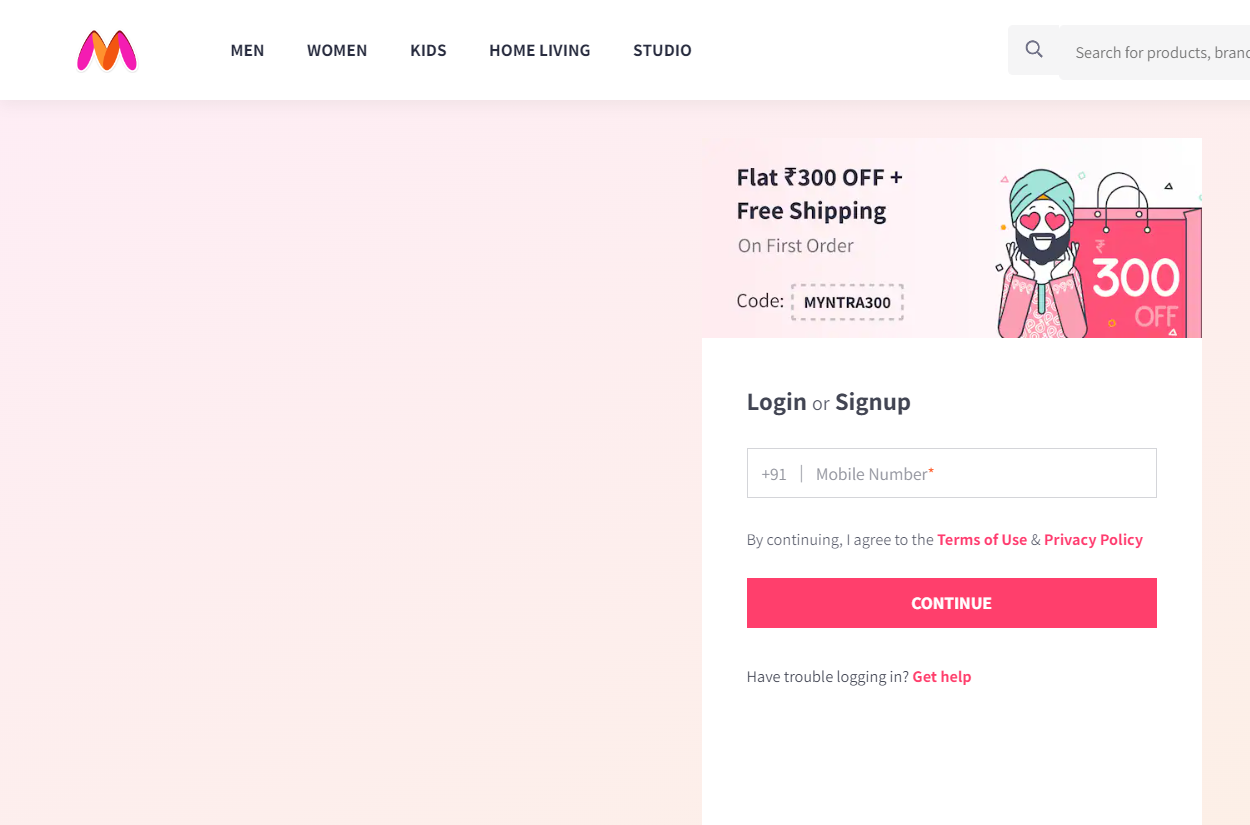 MEN WOMEN KIDS HOME LIVING STUDIO
Search for products,
Flat ₹300 OFF +
Free Shipping
On First Order
Code: MYNTRA300
₹
300
OFF
Login or Signup
+91 | Mobile Number*
By continuing, I agree to the Terms of Use & Privacy Policy
CONTINUE
Have trouble logging in? Get help